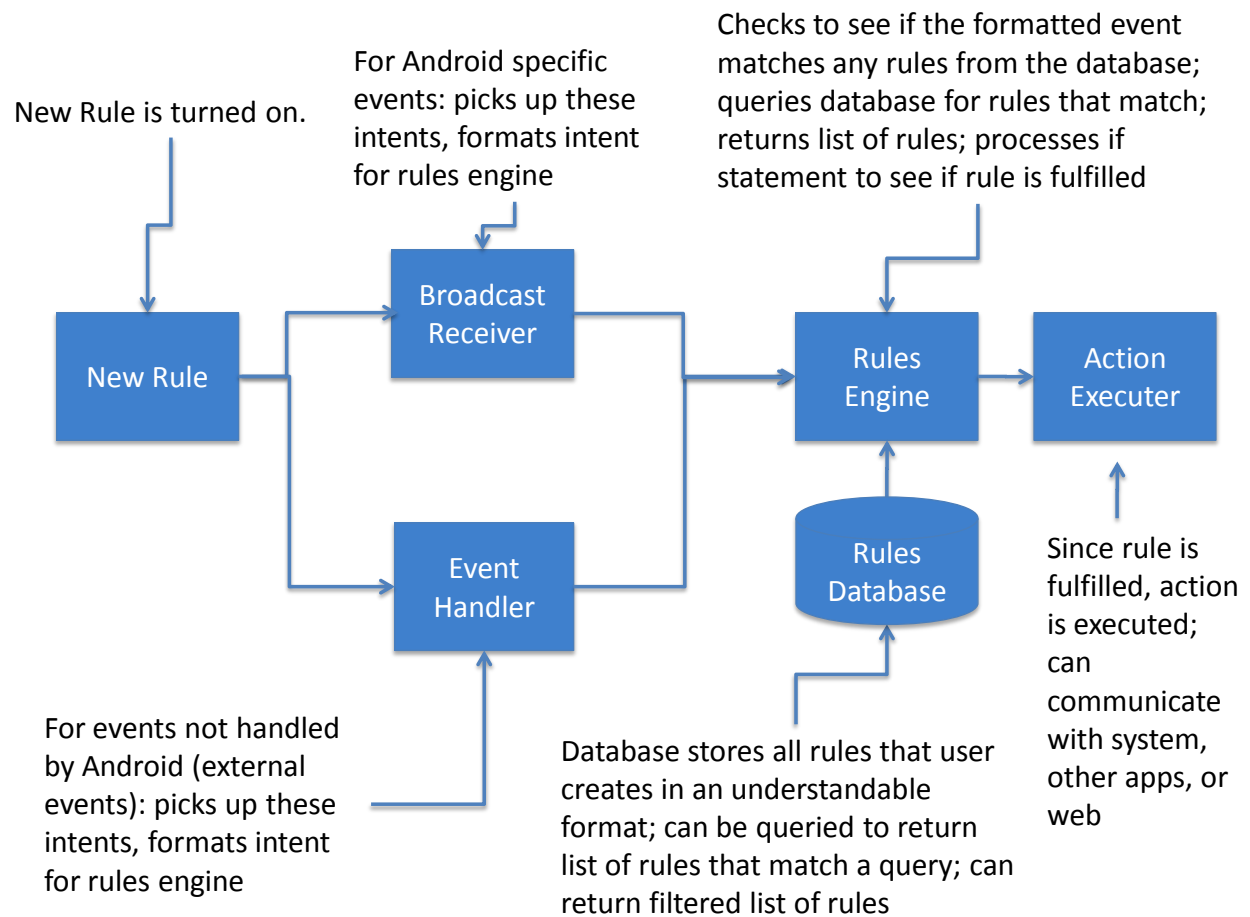 New Rule is turned on.
For Android specific
events: picks up these
intents, formats intent
for rules engine
Checks to see if the formatted event
matches any rules from the database;
queries database for rules that match;
returns list of rules; processes if
statement to see if rule is fulfilled
New Rule
Broadcast
Receiver
Event
Handler
Rules
Engine
Action
Executer
Rules
Database
For events not handled
by Android (external
events): picks up these
intents, formats intent
for rules engine
Database stores all rules that user
creates in an understandable
format; can be queried to return
list of rules that match a query; can
return filtered list of rules
Since rule is
fulfilled, action
is executed;
can
communicate
with system,
other apps, or
web